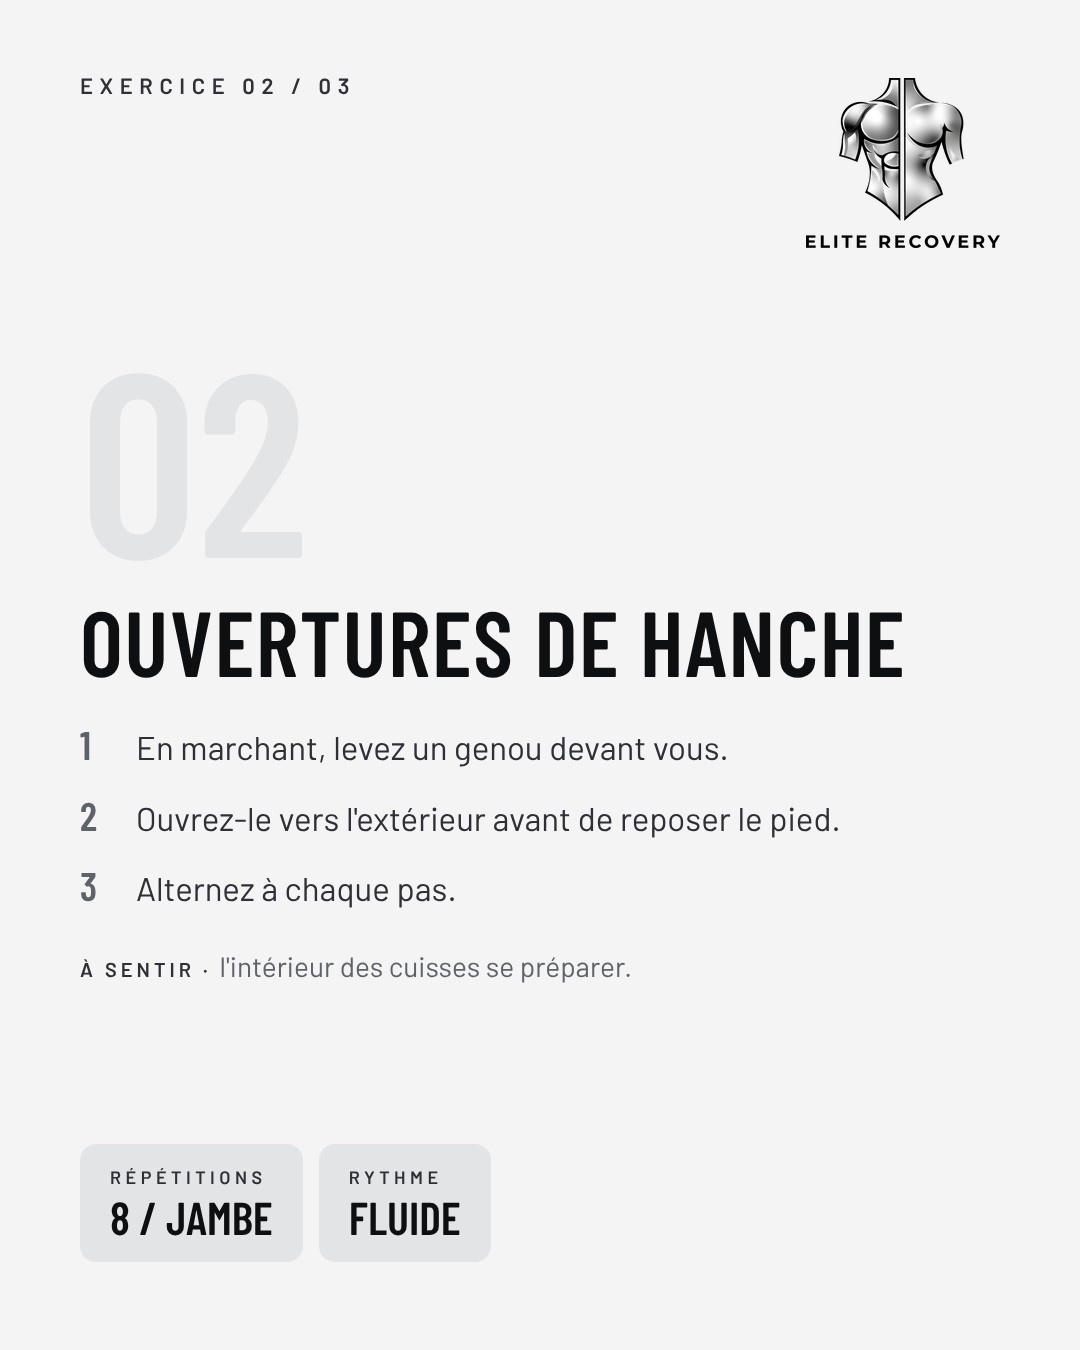 EXERCICE 02 / 03
ELITE RECOVERY
02
OUVERTURES DE HANCHE
1 En marchant, levez un genou devant vous.
2 Ouvrez-le vers l'extérieur avant de reposer le pied.
3 Alternez à chaque pas.
À SENTIR · l'intérieur des cuisses se préparer.
RÉPÉTITIONS
8 / JAMBE
RYTHME
FLUIDE